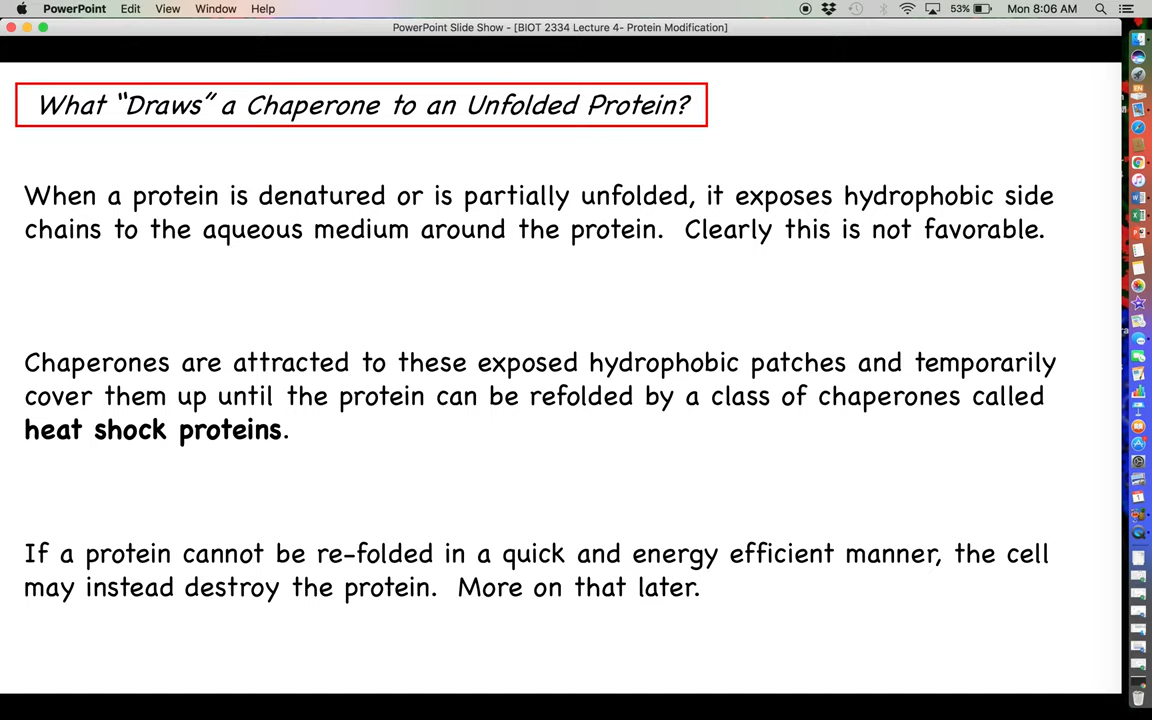 PowerPoint Edit View Window Help 53% Mon 8:06 AM
PowerPoint Slide Show - [BIOT 2334 Lecture 4- Protein Modification]
What “Draws” a Chaperone to an Unfolded Protein?
When a protein is denatured or is partially unfolded, it exposes hydrophobic side
chains to the aqueous medium around the protein. Clearly this is not favorable.
Chaperones are attracted to these exposed hydrophobic patches and temporarily
cover them up until the protein can be refolded by a class of chaperones called
heat shock proteins.
If a protein cannot be re-folded in a quick and energy efficient manner, the cell
may instead destroy the protein. More on that later.